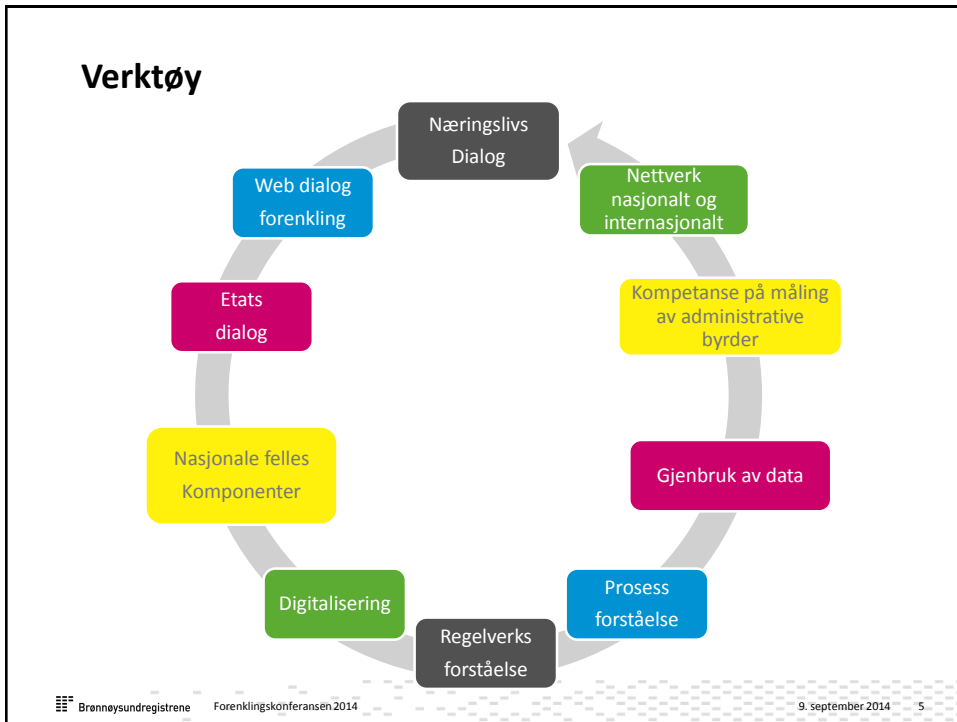 Verktøy
Næringslivs
Dialog
Nettverk
nasjonalt og
internasjonalt
Kompetanse på måling
av administrative
byrder
Gjenbruk av data
Prosess
forståelse
Regelverks
forståelse
Digitalisering
Nasjonale felles
Komponenter
Etats
dialog
Web dialog
forenkling
Brønnøysundregistrene Forenklingskonferansen 2014 9. september 2014 5